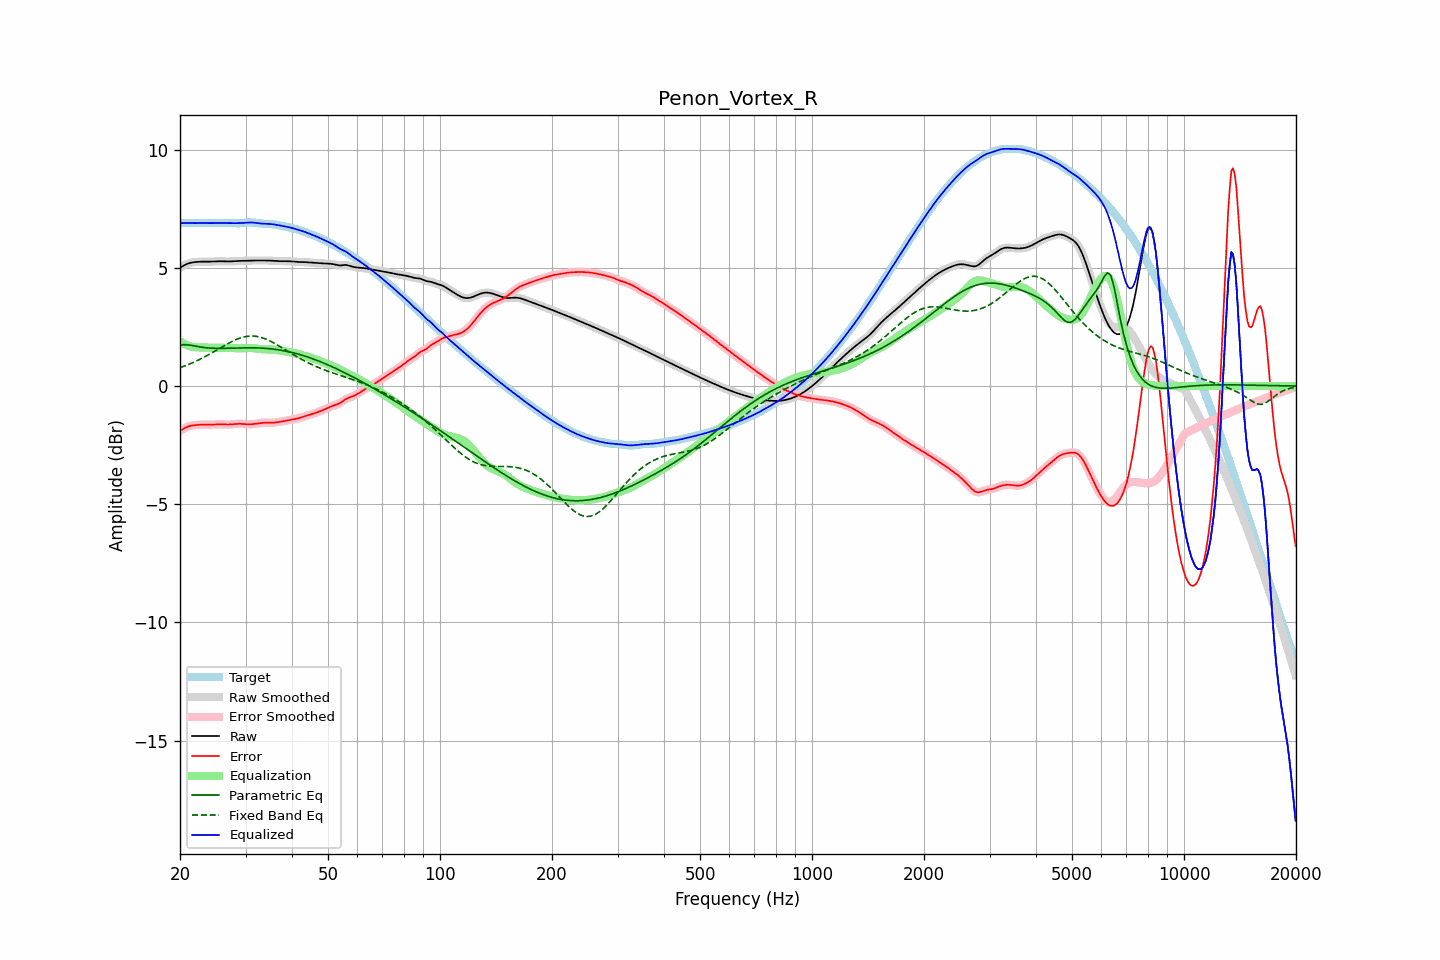 Penon_Vortex_R
10
5
0
−5
−10
−15
Amplitude (dBr)
Target
Raw Smoothed
Error Smoothed
Raw
Error
Equalization
Parametric Eq
Fixed Band Eq
Equalized
20 50 100 200 500 1000 2000 5000 10000 20000
Frequency (Hz)